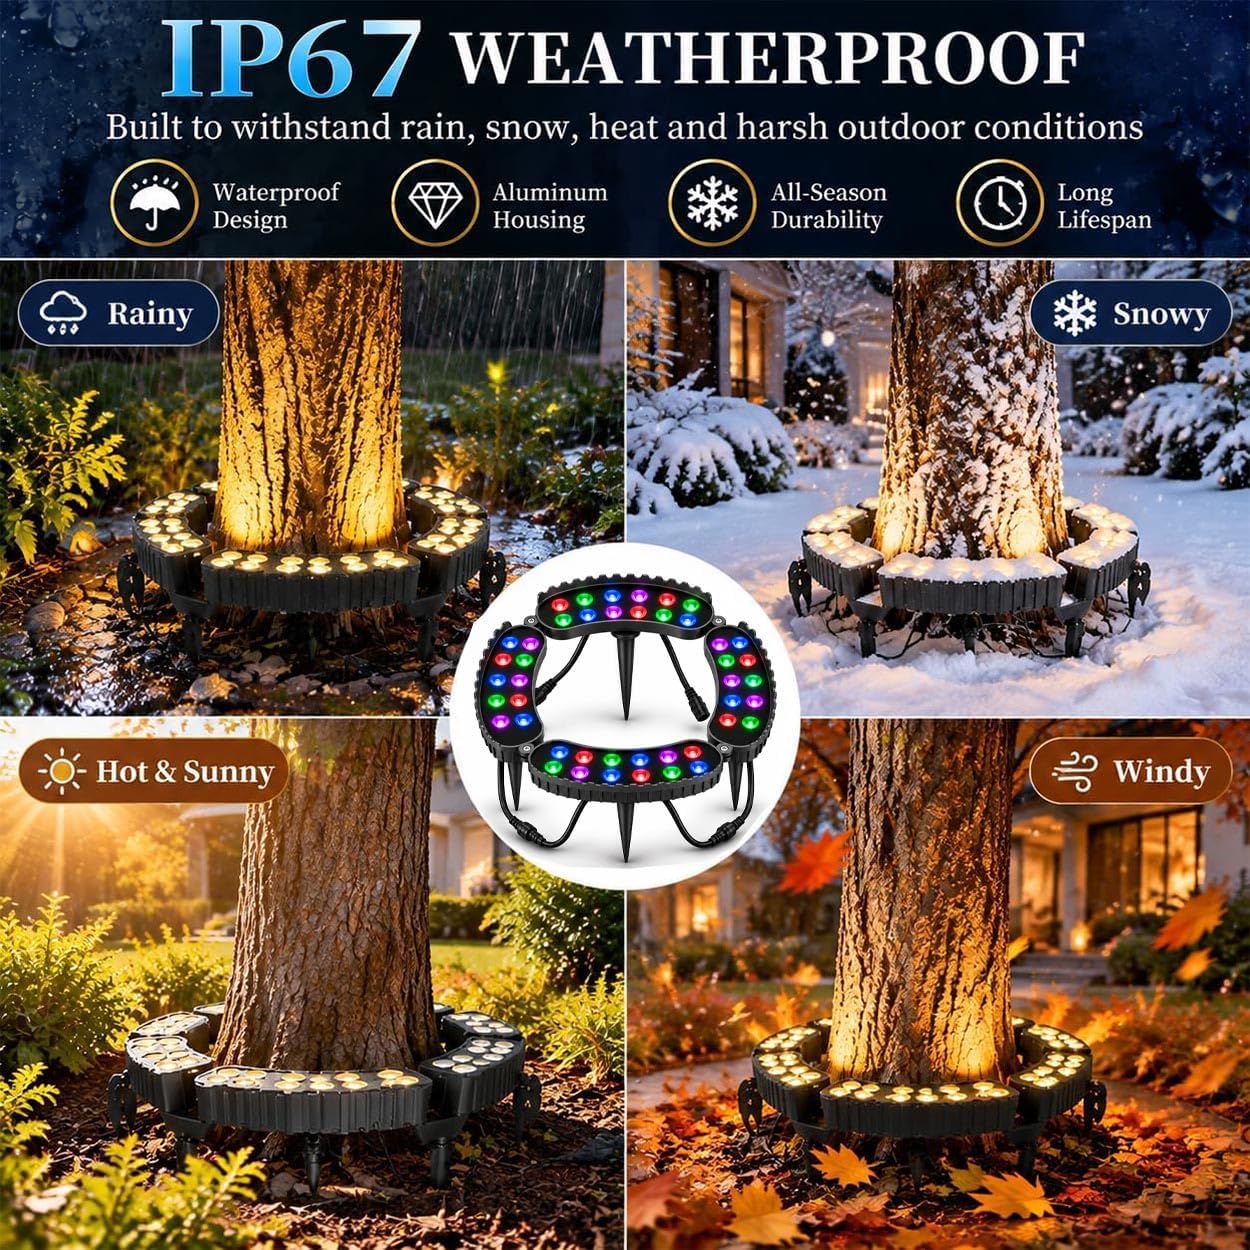 IP67 WEATHERPROOF
Built to withstand rain, snow, heat and harsh outdoor conditions
Waterproof
Design
Aluminum
Housing
All-Season
Durability
Long
Lifespan
Rainy
Snowy
Hot & Sunny
Windy